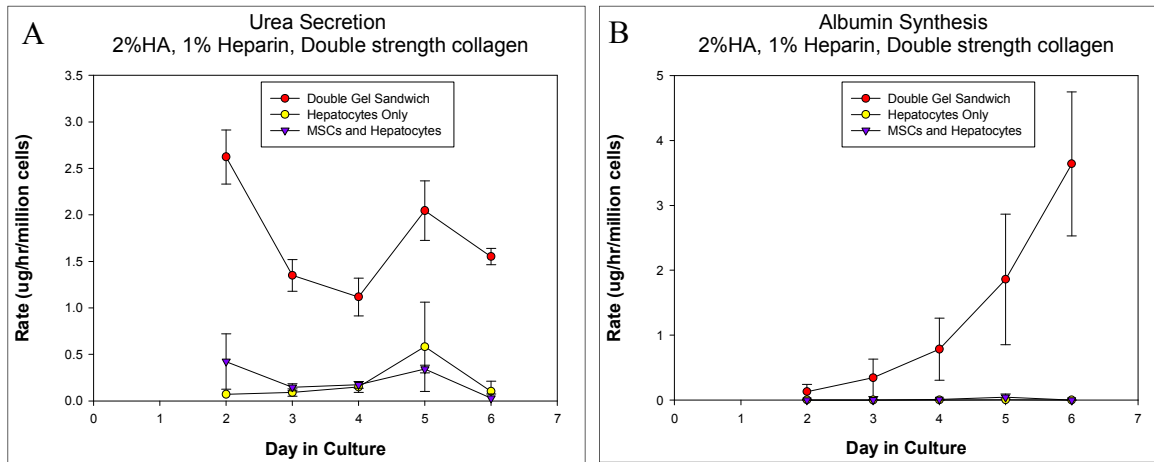 A
Urea Secretion
2%HA, 1% Heparin, Double strength collagen
3.5
3.0
2.5
2.0
1.5
1.0
0.5
0.0
Rate (ug/hr/million cells)
Double Gel Sandwich
Hepatocytes Only
MSCs and Hepatocytes
0 1 2 3 4 5 6 7
Day in Culture
B
Albumin Synthesis
2%HA, 1% Heparin, Double strength collagen
5
4
3
2
1
0
Rate (ug/hr/million cells)
Double Gel Sandwich
Hepatocytes Only
MSCs and Hepatocytes
0 1 2 3 4 5 6 7
Day in Culture